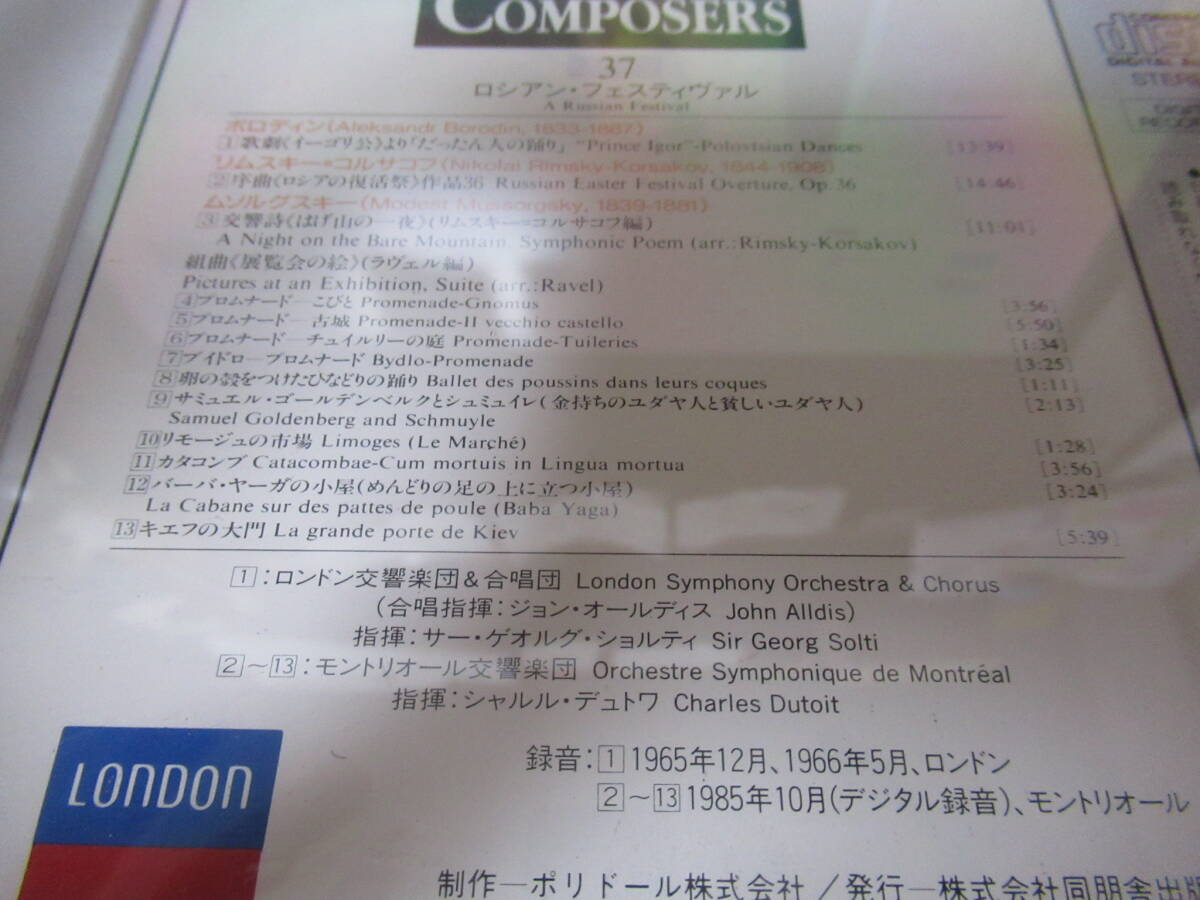 COMPOSERS
37
ロシアン・フェスティヴァル
A Russian Festival
ボロディン(Aleksandr Borodin, 1833-1887)
1 歌劇《イーゴリ公》より「だったん人の踊り」 “Prince Igor”-Polovtsian Dances [13:39]
リムスキー=コルサコフ(Nikolai Rimsky-Korsakov, 1844-1908)
2 序曲《ロシアの復活祭》作品36 Russian Easter Festival Overture, Op.36 [14:46]
ムソルグスキー(Modest Mussorgsky, 1839-1881)
3 交響詩《はげ山の一夜》(リムスキー=コルサコフ編) [11:01]
A Night on the Bare Mountain, Symphonic Poem (arr.:Rimsky-Korsakov)
組曲《展覧会の絵》(ラヴェル編)
Pictures at an Exhibition, Suite (arr.:Ravel)
4 プロムナード―こびと Promenade-Gnomus [3:56]
5 プロムナード―古城 Promenade-Il vecchio castello [5:50]
6 プロムナード―チュイルリーの庭 Promenade-Tuileries [1:34]
7 ブイドロ―プロムナード Bydlo-Promenade [3:25]
8 卵の殻をつけたひなどりの踊り Ballet des poussins dans leurs coques [1:11]
9 サミュエル・ゴールデンベルクとシュミュイレ(金持ちのユダヤ人と貧しいユダヤ人) [2:13]
Samuel Goldenberg and Schmuyle
10 リモージュの市場 Limoges (Le Marché) [1:28]
11 カタコンブ Catacombae-Cum mortuis in Lingua mortua [3:56]
12 バーバ・ヤーガの小屋(めんどりの足の上に立つ小屋) [3:24]
La Cabane sur des pattes de poule (Baba Yaga)
13 キエフの大門 La grande porte de Kiev [5:39]
1:ロンドン交響楽団&合唱団 London Symphony Orchestra & Chorus
(合唱指揮:ジョン・オールディス John Alldis)
指揮:サー・ゲオルグ・ショルティ Sir Georg Solti
2～13:モントリオール交響楽団 Orchestre Symphonique de Montréal
指揮:シャルル・デュトワ Charles Dutoit
録音:1 1965年12月、1966年5月、ロンドン
2～13 1985年10月(デジタル録音)、モントリオール
LONDON
制作―ポリドール株式会社/発行―株式会社同朋舎出版
DIGITAL
STEREO